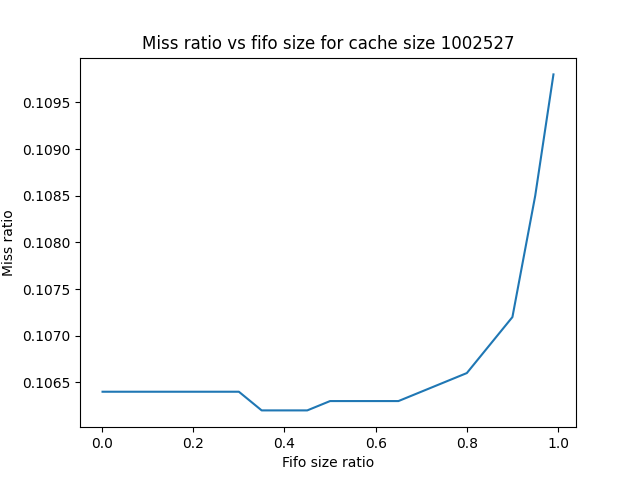 Miss ratio vs fifo size for cache size 1002527
0.1095
0.1090
0.1085
0.1080
0.1075
0.1070
0.1065
Miss ratio
0.0 0.2 0.4 0.6 0.8 1.0
Fifo size ratio